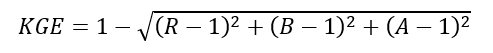 KGE = 1 − √(R − 1)² + (B − 1)² + (A − 1)²